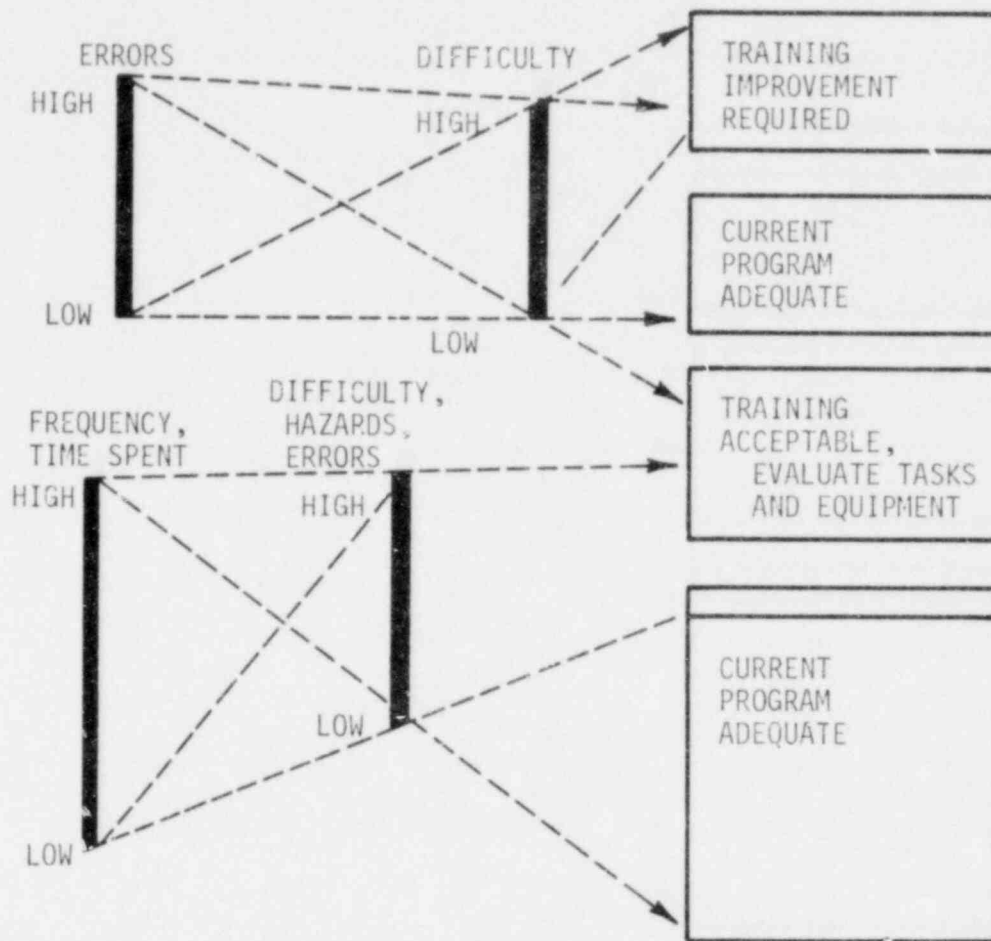 ERRORS
HIGH
LOW
DIFFICULTY
HIGH
LOW
TRAINING
IMPROVEMENT
REQUIRED
CURRENT
PROGRAM
ADEQUATE
TRAINING
ACCEPTABLE,
EVALUATE TASKS
AND EQUIPMENT
FREQUENCY,
TIME SPENT
HIGH
LOW
DIFFICULTY,
HAZARDS,
ERRORS
HIGH
LOW
CURRENT
PROGRAM
ADEQUATE